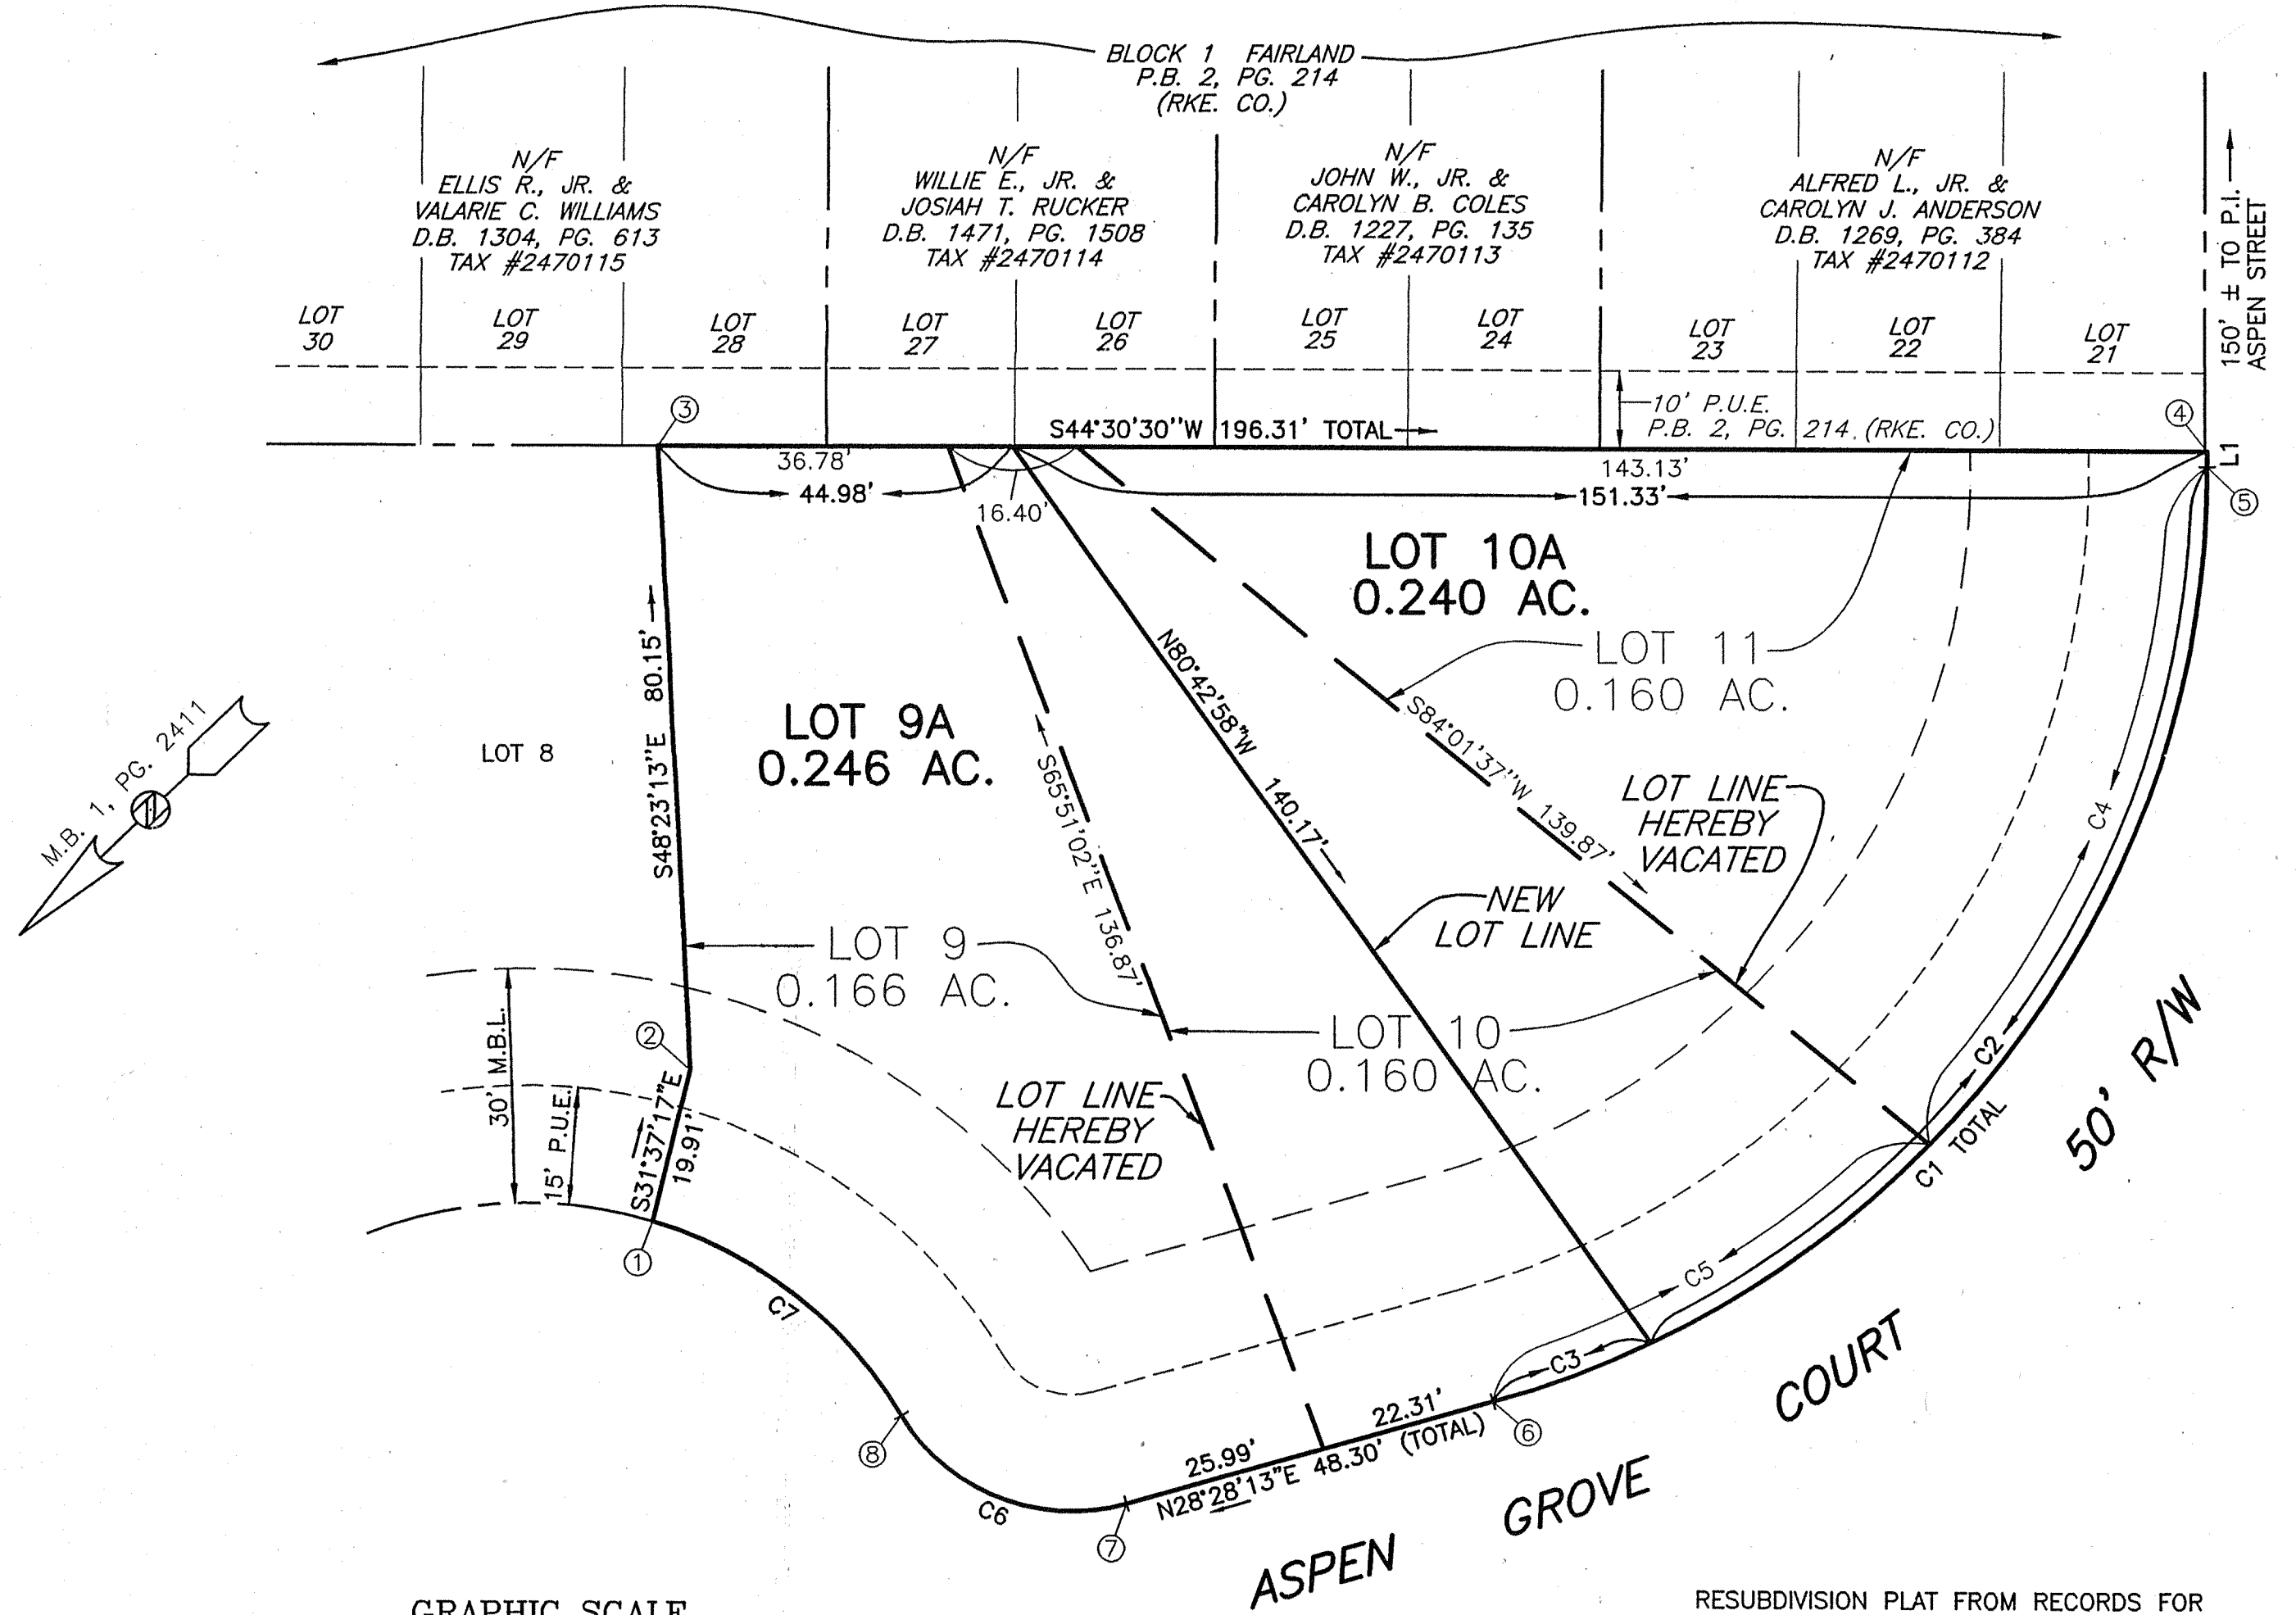 BLOCK 1 FAIRLAND
P.B. 2, PG. 214
(RKE. CO.)
N/F
ELLIS R., JR. &
VALARIE C. WILLIAMS
D.B. 1304, PG. 613
TAX #2470115
N/F
WILLIE E., JR. &
JOSIAH T. RUCKER
D.B. 1471, PG. 1508
TAX #2470114
N/F
JOHN W., JR. &
CAROLYN B. COLES
D.B. 1227, PG. 135
TAX #2470113
N/F
ALFRED L., JR. &
CAROLYN J. ANDERSON
D.B. 1269, PG. 384
TAX #2470112
150' ± TO P.I.
ASPEN STREET
LOT
30
LOT
29
LOT
28
LOT
27
LOT
26
LOT
25
LOT
24
LOT
23
LOT
22
LOT
21
10' P.U.E.
P.B. 2, PG. 214 (RKE. CO.)
3
S44°30'30"W 196.31' TOTAL
4
L1
5
36.78'
44.98'
16.40'
143.13'
151.33'
LOT 10A
0.240 AC.
LOT 11
0.160 AC.
S48°23'13"E 80.15'
LOT 8
LOT 9A
0.246 AC.
M.B. 1, PG. 2411
S65°51'02"E 136.87'
N80°42'58"W 140.17'
S84°01'37"W 139.87'
LOT LINE
HEREBY
VACATED
C4
NEW
LOT LINE
LOT 9
0.166 AC.
LOT 10
0.160 AC.
30' M.B.L.
15' P.U.E.
2
S31°37'17"E
19.91'
1
LOT LINE
HEREBY
VACATED
C2
C1 TOTAL
50' R/W
C5
C3
C7
8
C6
7
25.99'
22.31'
N28°28'13"E 48.30' (TOTAL)
6
ASPEN GROVE COURT
GRAPHIC SCALE
RESUBDIVISION PLAT FROM RECORDS FOR